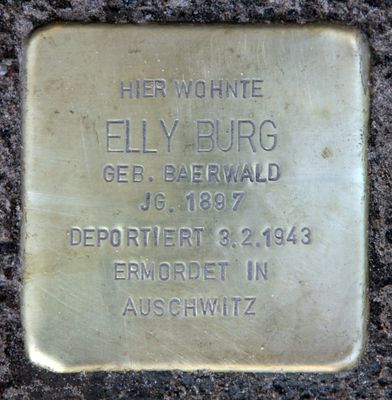 HIER WOHNTE
ELLY BURG
GEB. BAERWALD
JG. 1897
DEPORTIERT 3.2.1943
ERMORDET IN
AUSCHWITZ